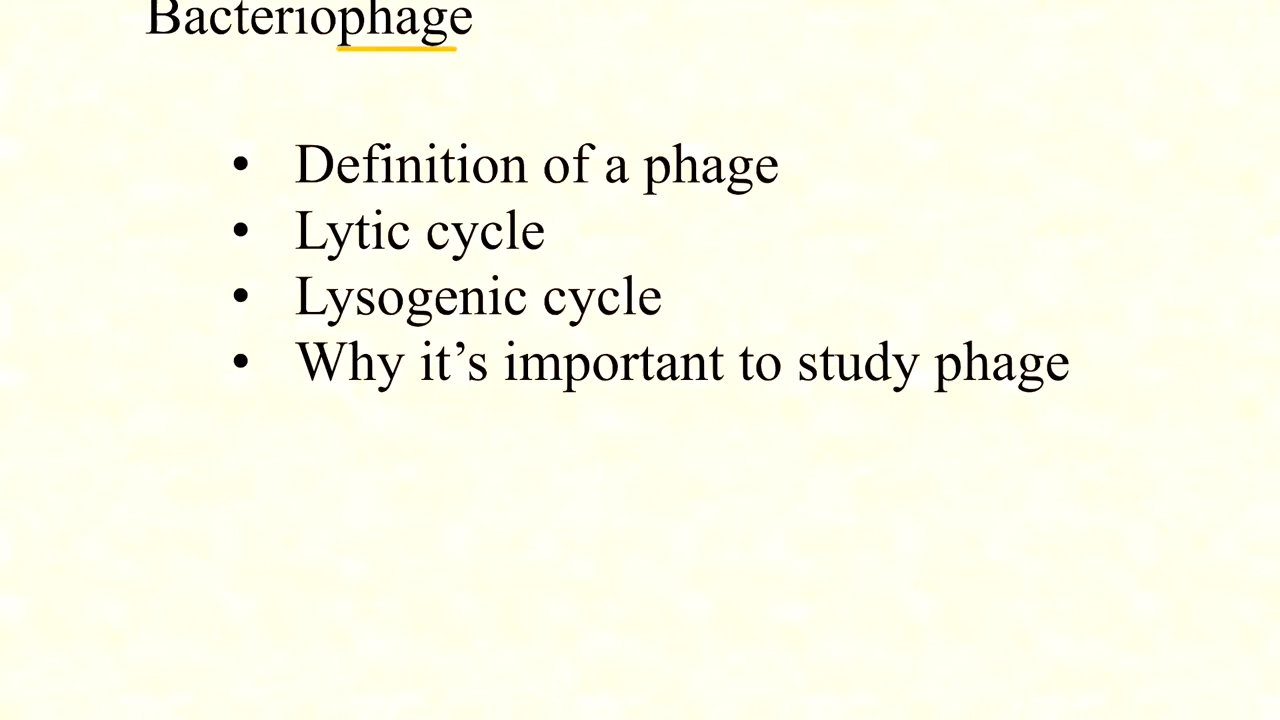 Bacteriophage
• Definition of a phage
• Lytic cycle
• Lysogenic cycle
• Why it’s important to study phage